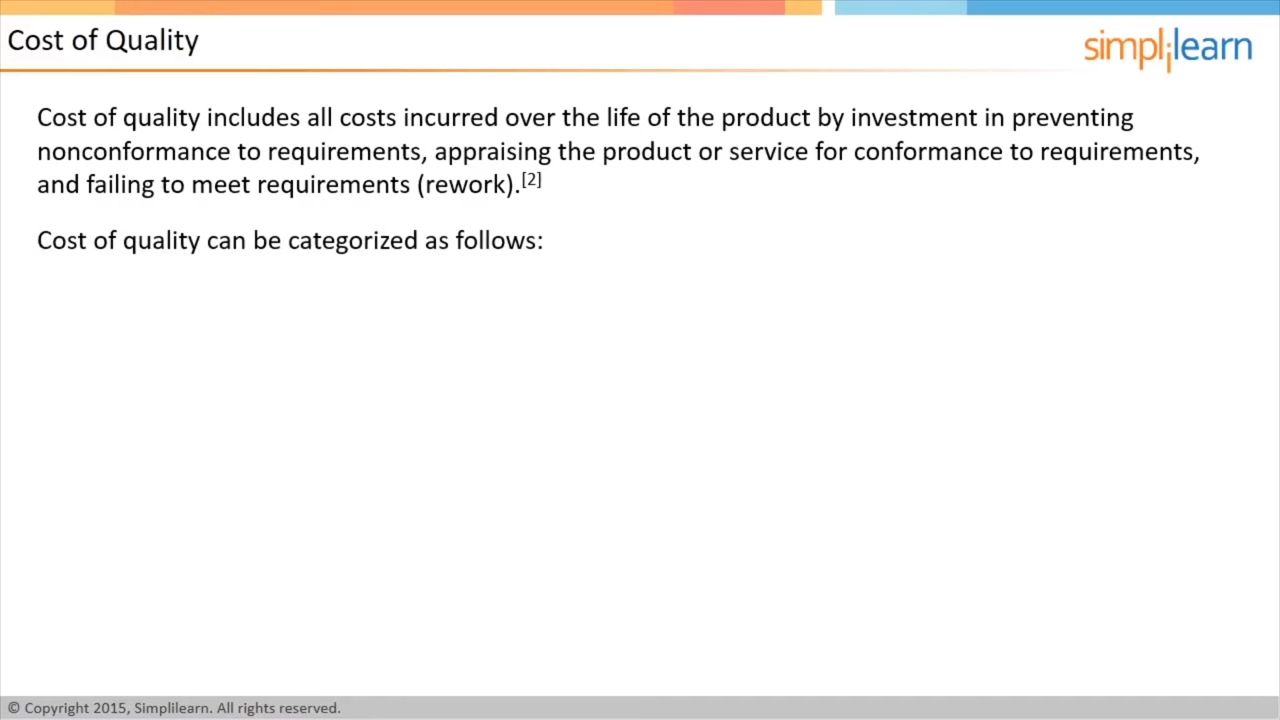 Cost of Quality
simplilearn
Cost of quality includes all costs incurred over the life of the product by investment in preventing
nonconformance to requirements, appraising the product or service for conformance to requirements,
and failing to meet requirements (rework).[2]
Cost of quality can be categorized as follows:
© Copyright 2015, Simplilearn. All rights reserved.